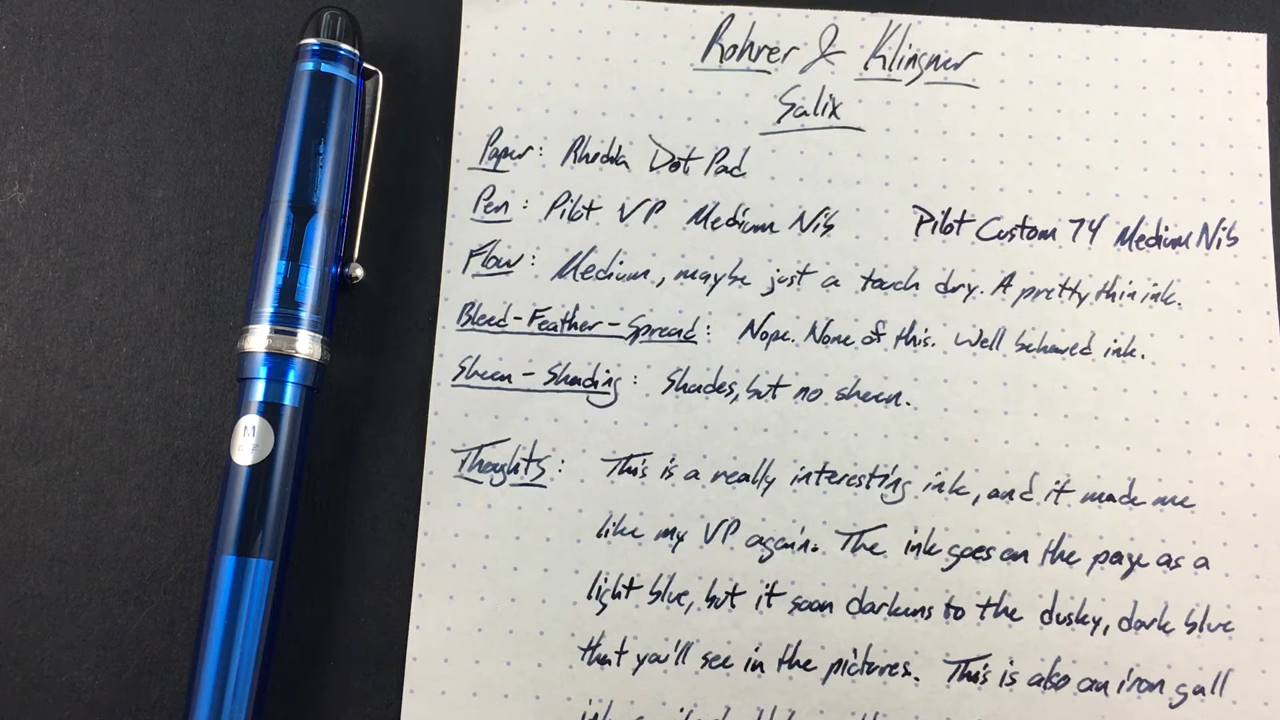 Rohrer & Klingner
Salix
Paper: Rhodia Dot Pad
Pen: Pilot VP Medium Nib Pilot Custom 74 Medium Nib
Flow: Medium, maybe just a touch dry. A pretty thin ink.
Bleed-Feather-Spread: Nope. None of this. Well behaved ink.
Sheen-Shading: Shades, but no sheen.
Thoughts: This is a really interesting ink, and it made me
like my VP again. The ink goes on the page as a
light blue, but it soon darkens to the dusky, dark blue
that you'll see in the pictures. This is also an iron gall
M